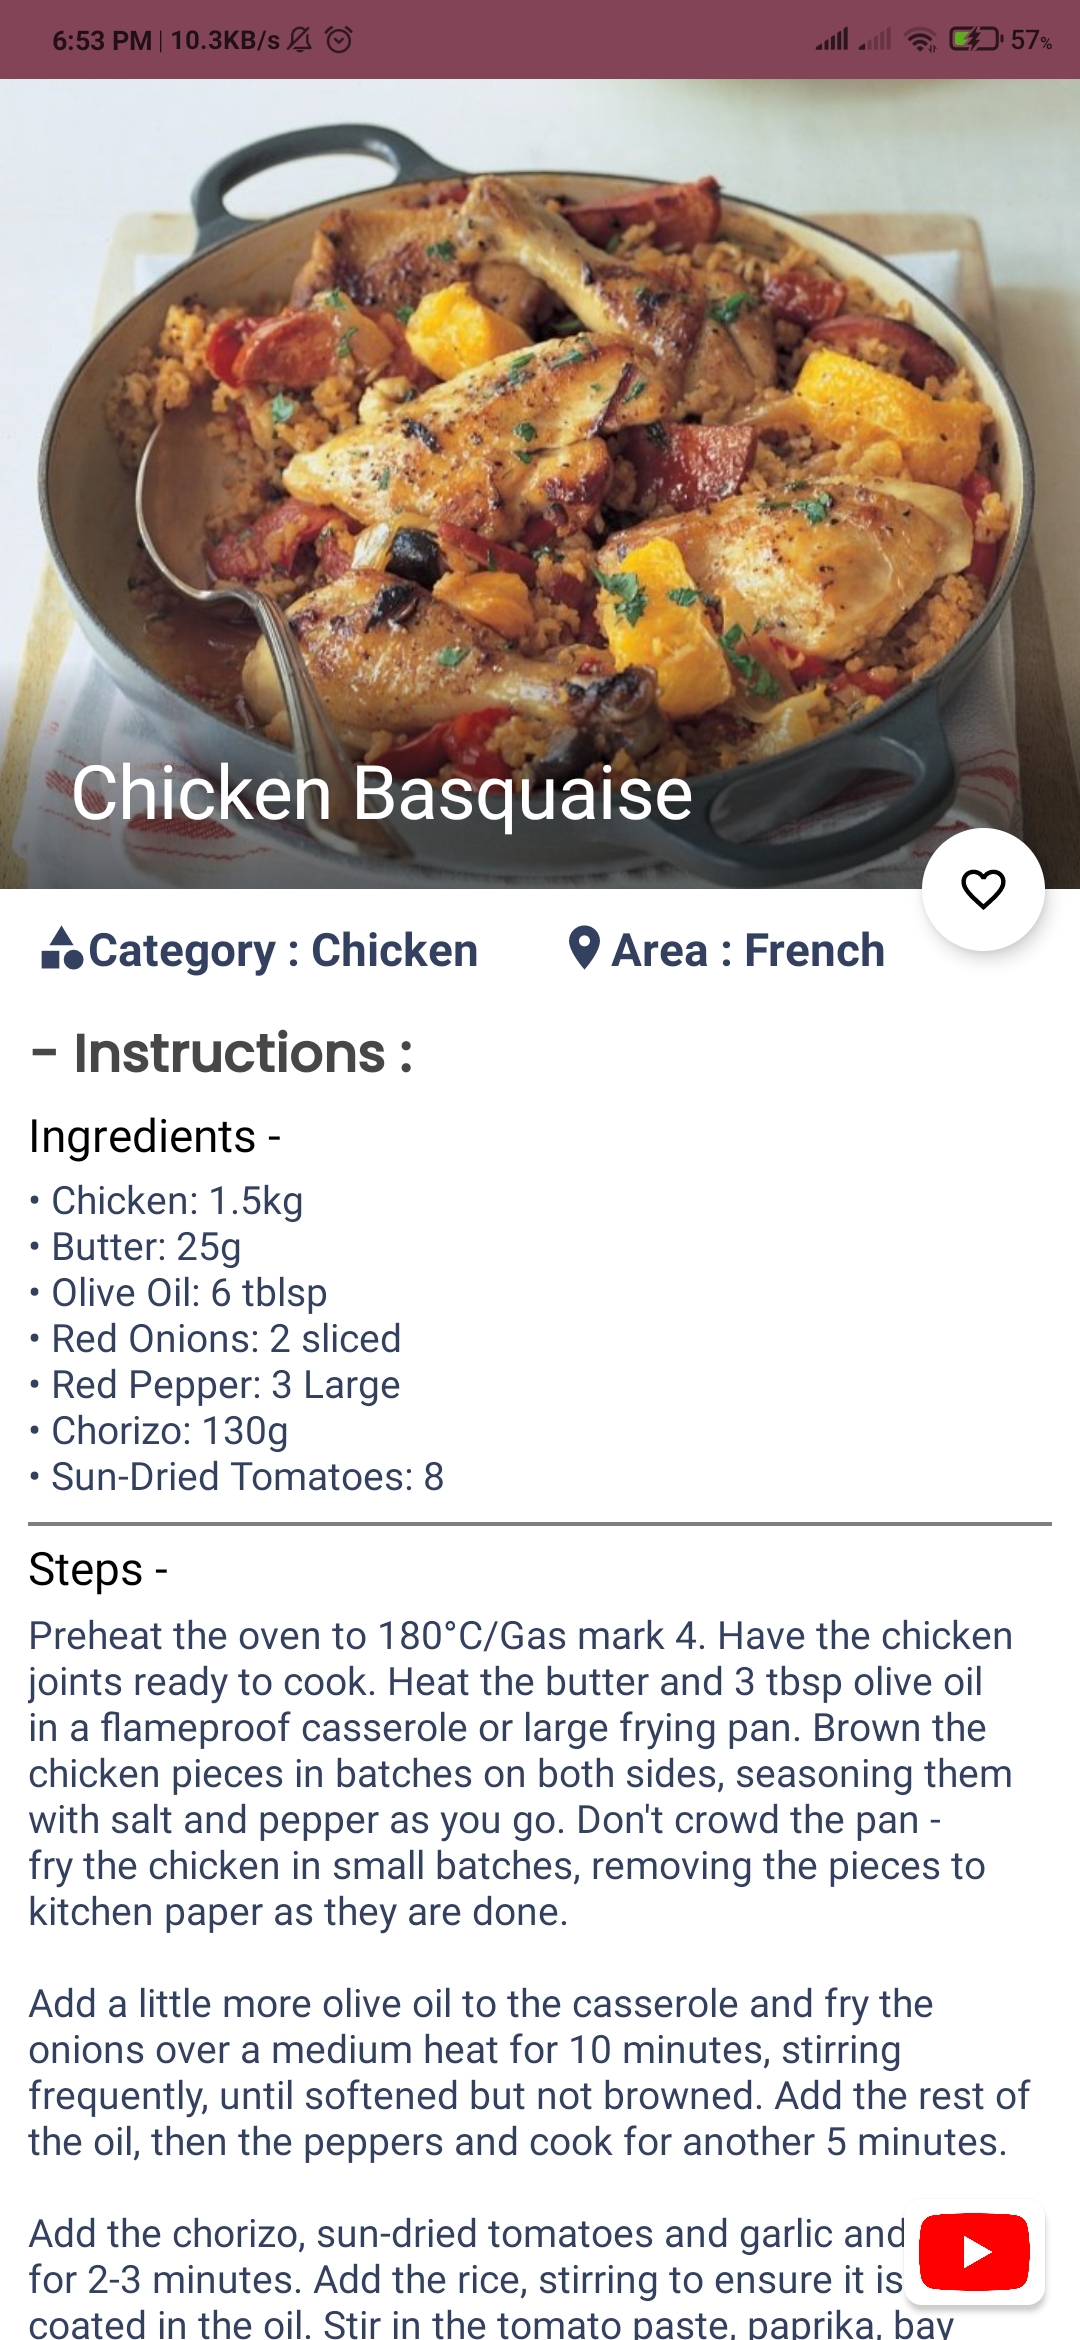 6:53 PM | 10.3KB/s 57%
Chicken Basquaise
Category : Chicken Area : French
- Instructions :
Ingredients -
• Chicken: 1.5kg
• Butter: 25g
• Olive Oil: 6 tblsp
• Red Onions: 2 sliced
• Red Pepper: 3 Large
• Chorizo: 130g
• Sun-Dried Tomatoes: 8
Steps -
Preheat the oven to 180°C/Gas mark 4. Have the chicken
joints ready to cook. Heat the butter and 3 tbsp olive oil
in a flameproof casserole or large frying pan. Brown the
chicken pieces in batches on both sides, seasoning them
with salt and pepper as you go. Don't crowd the pan -
fry the chicken in small batches, removing the pieces to
kitchen paper as they are done.
Add a little more olive oil to the casserole and fry the
onions over a medium heat for 10 minutes, stirring
frequently, until softened but not browned. Add the rest of
the oil, then the peppers and cook for another 5 minutes.
Add the chorizo, sun-dried tomatoes and garlic and
for 2-3 minutes. Add the rice, stirring to ensure it is
coated in the oil. Stir in the tomato paste, paprika, bay